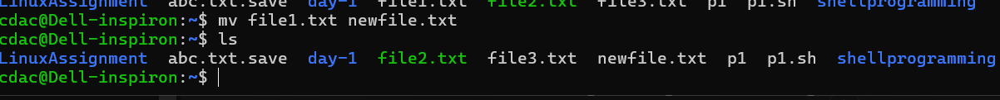 LinuxAssignment abc.txt.save day-1 file1.txt file2.txt file3.txt p1 p1.sh shellprogramming
cdac@Dell-inspiron:~$ mv file1.txt newfile.txt
cdac@Dell-inspiron:~$ ls
LinuxAssignment abc.txt.save day-1 file2.txt file3.txt newfile.txt p1 p1.sh shellprogramming
cdac@Dell-inspiron:~$